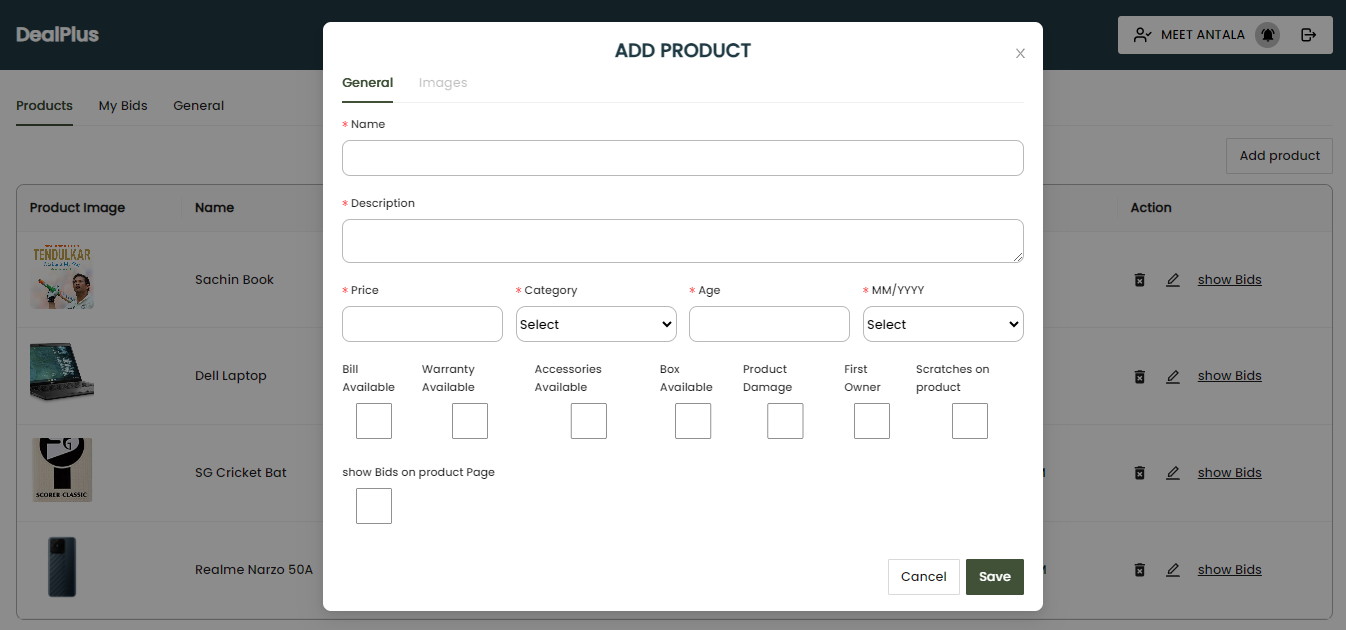 DealPlus
MEET ANTALA
Products
My Bids
General
Add product
Product Image
Name
Action
TENDULKAR
Sachin Book
show Bids
Dell Laptop
show Bids
G
SCORER CLASSIC
SG Cricket Bat
show Bids
Realme Narzo 50A
show Bids
ADD PRODUCT
General
Images
* Name
* Description
* Price
* Category
* Age
* MM/YYYY
Select
Select
Bill Available
Warranty Available
Accessories Available
Box Available
Product Damage
First Owner
Scratches on product
show Bids on product Page
Cancel
Save